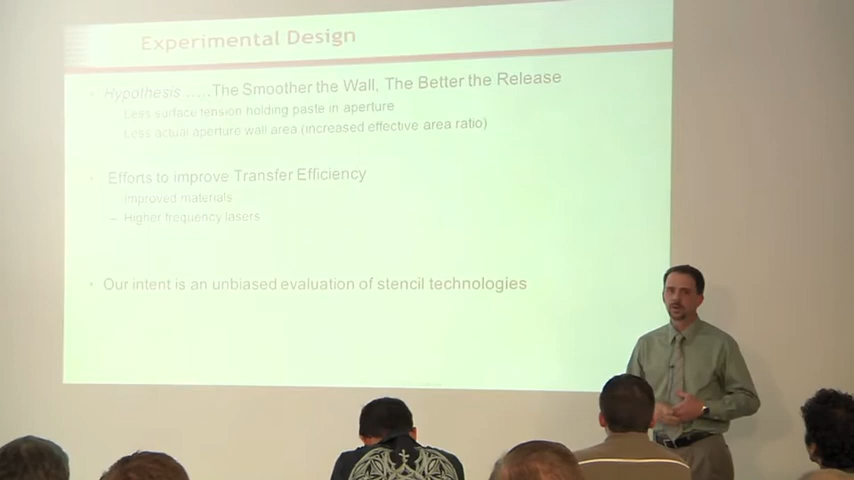 Experimental Design
• Hypothesis .....The Smoother the Wall, The Better the Release
Less surface tension holding paste in aperture
Less actual aperture wall area (increased effective area ratio)
• Efforts to improve Transfer Efficiency
Improved materials
– Higher frequency lasers
• Our intent is an unbiased evaluation of stencil technologies